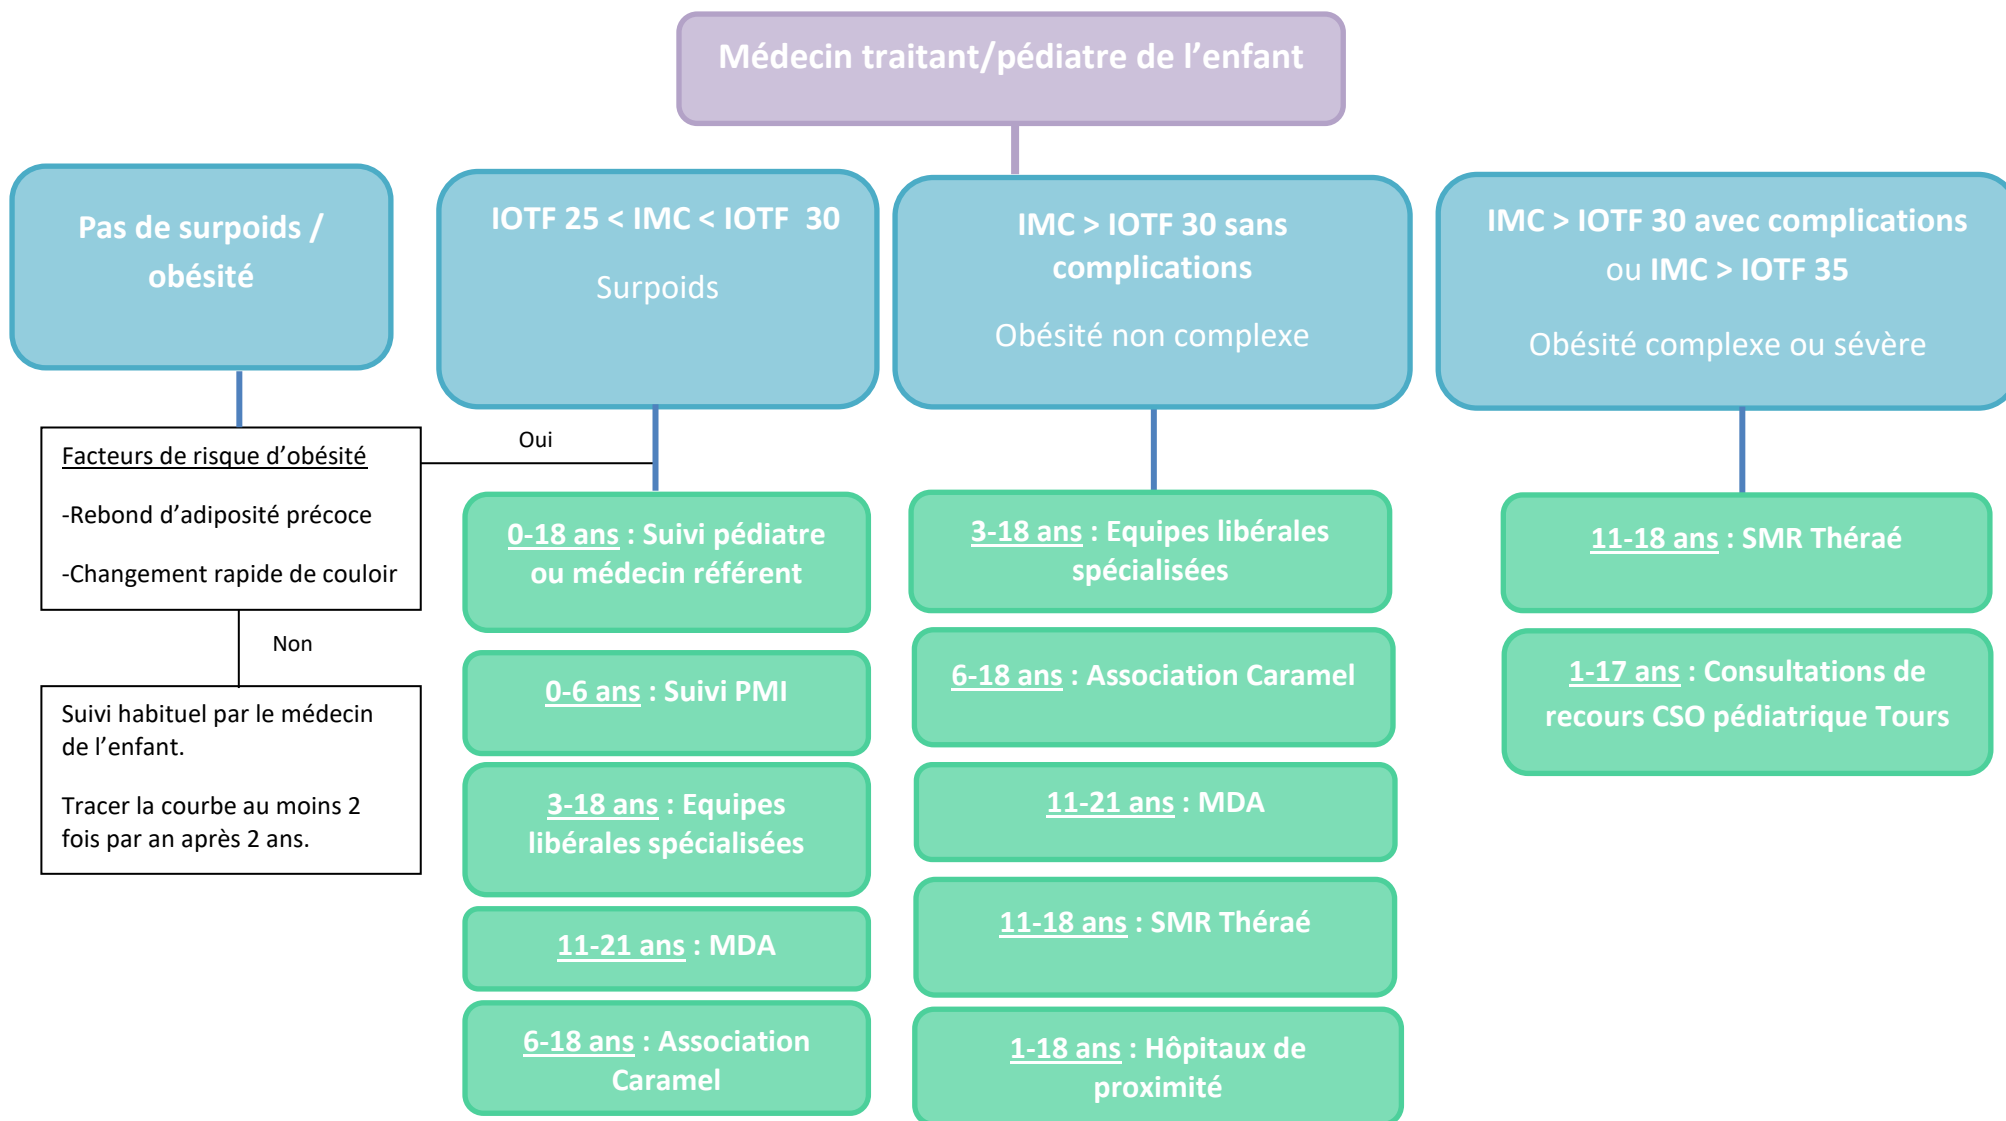 Médecin traitant/pédiatre de l’enfant
Pas de surpoids /
obésité
IOTF 25 < IMC < IOTF  30
Surpoids
IMC > IOTF 30 sans
complications
Obésité non complexe
IMC > IOTF 30 avec complications
ou IMC > IOTF 35
Obésité complexe ou sévère
Facteurs de risque d’obésité
-Rebond d’adiposité précoce
-Changement rapide de couloir
Oui
Non
Suivi habituel par le médecin
de l’enfant.
Tracer la courbe au moins 2
fois par an après 2 ans.
0-18 ans : Suivi pédiatre
ou médecin référent
0-6 ans : Suivi PMI
3-18 ans : Equipes
libérales spécialisées
11-21 ans : MDA
6-18 ans : Association
Caramel
3-18 ans : Equipes libérales
spécialisées
6-18 ans : Association Caramel
11-21 ans : MDA
11-18 ans : SMR Théraé
1-18 ans : Hôpitaux de
proximité
11-18 ans : SMR Théraé
1-17 ans : Consultations de
recours CSO pédiatrique Tours